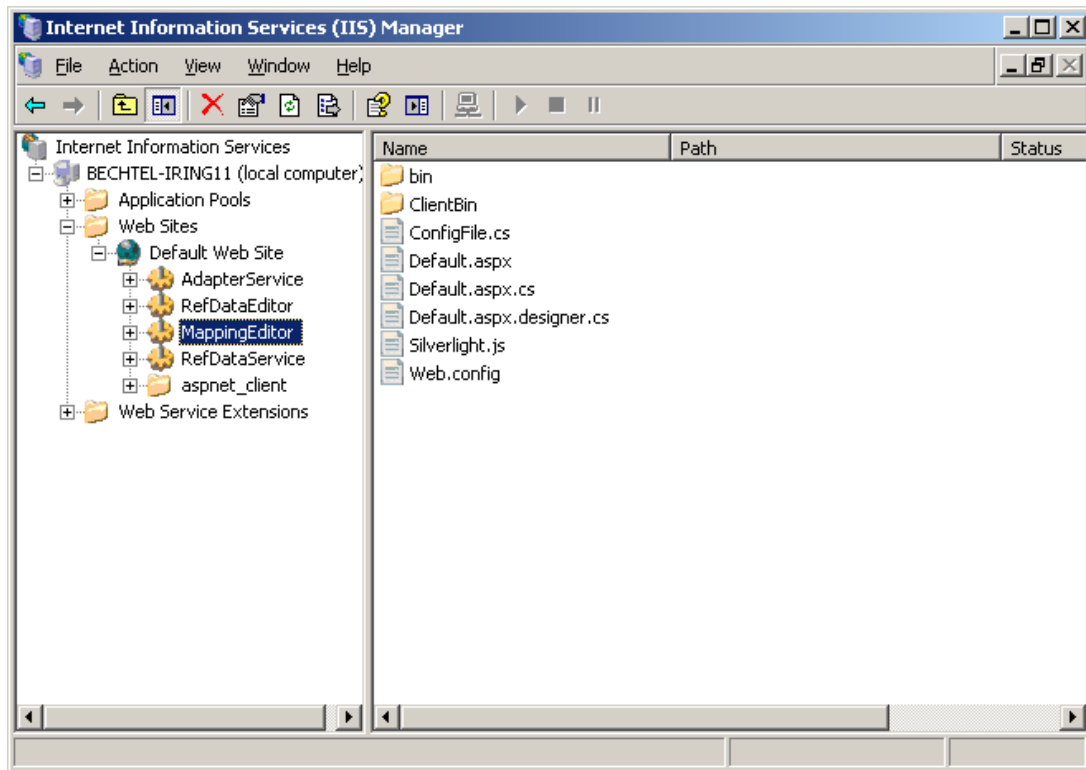 Internet Information Services (IIS) Manager
File Action View Window Help
Internet Information Services
BECHTEL-IRING11 (local computer)
Application Pools
Web Sites
Default Web Site
AdapterService
RefDataEditor
MappingEditor
RefDataService
aspnet_client
Web Service Extensions
Name Path Status
bin
ClientBin
ConfigFile.cs
Default.aspx
Default.aspx.cs
Default.aspx.designer.cs
Silverlight.js
Web.config